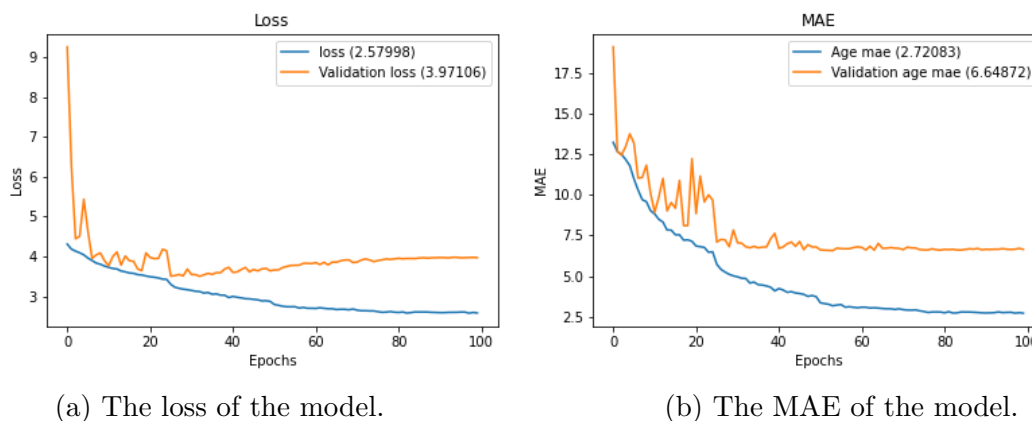 Loss
loss (2.57998)
Validation loss (3.97106)
9
8
7
6
5
4
3
Loss
0 20 40 60 80 100
Epochs
(a) The loss of the model.
MAE
Age mae (2.72083)
Validation age mae (6.64872)
17.5
15.0
12.5
10.0
7.5
5.0
2.5
MAE
0 20 40 60 80 100
Epochs
(b) The MAE of the model.